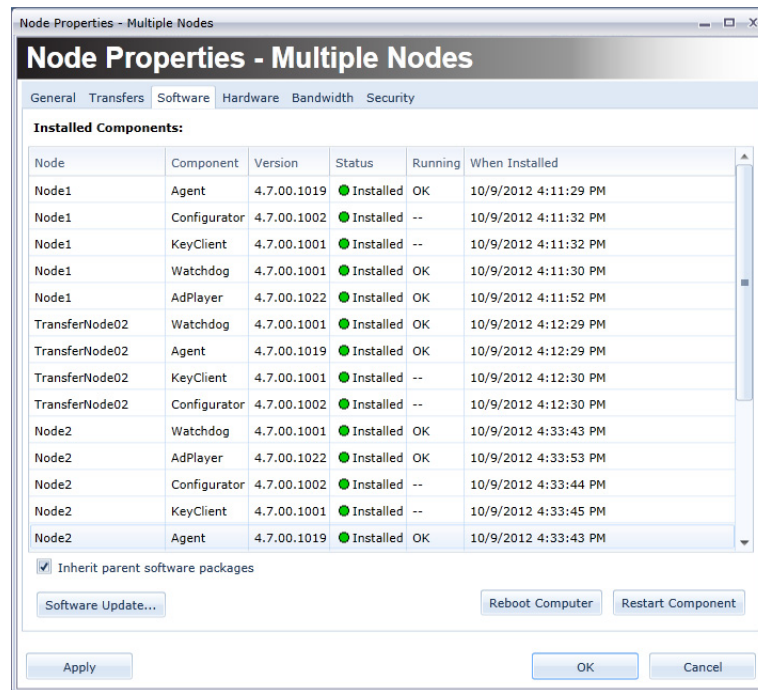 Node Properties - Multiple Nodes
Node Properties - Multiple Nodes
General Transfers Software Hardware Bandwidth Security
Installed Components:
Node Component Version Status Running When Installed
Node1 Agent 4.7.00.1019 Installed OK 10/9/2012 4:11:29 PM
Node1 Configurator 4.7.00.1002 Installed -- 10/9/2012 4:11:32 PM
Node1 KeyClient 4.7.00.1001 Installed -- 10/9/2012 4:11:32 PM
Node1 Watchdog 4.7.00.1001 Installed OK 10/9/2012 4:11:30 PM
Node1 AdPlayer 4.7.00.1022 Installed OK 10/9/2012 4:11:52 PM
TransferNode02 Watchdog 4.7.00.1001 Installed OK 10/9/2012 4:12:29 PM
TransferNode02 Agent 4.7.00.1019 Installed OK 10/9/2012 4:12:29 PM
TransferNode02 KeyClient 4.7.00.1001 Installed -- 10/9/2012 4:12:30 PM
TransferNode02 Configurator 4.7.00.1002 Installed -- 10/9/2012 4:12:30 PM
Node2 Watchdog 4.7.00.1001 Installed OK 10/9/2012 4:33:43 PM
Node2 AdPlayer 4.7.00.1022 Installed OK 10/9/2012 4:33:53 PM
Node2 Configurator 4.7.00.1002 Installed -- 10/9/2012 4:33:44 PM
Node2 KeyClient 4.7.00.1001 Installed -- 10/9/2012 4:33:45 PM
Node2 Agent 4.7.00.1019 Installed OK 10/9/2012 4:33:43 PM
Inherit parent software packages
Software Update... Reboot Computer Restart Component
Apply OK Cancel